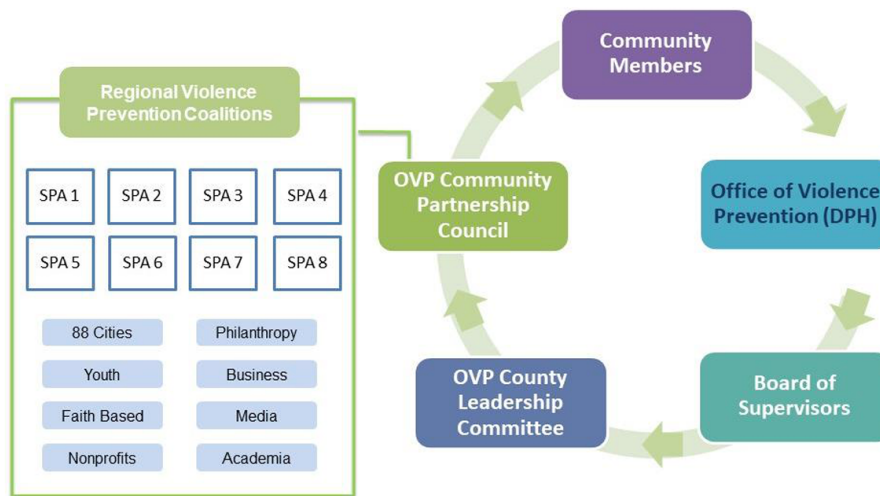 Regional Violence
Prevention Coalitions
SPA 1
SPA 2
SPA 3
SPA 4
SPA 5
SPA 6
SPA 7
SPA 8
88 Cities
Philanthropy
Youth
Business
Faith Based
Media
Nonprofits
Academia
Community
Members
OVP Community
Partnership
Council
Office of Violence
Prevention (DPH)
OVP County
Leadership
Committee
Board of
Supervisors